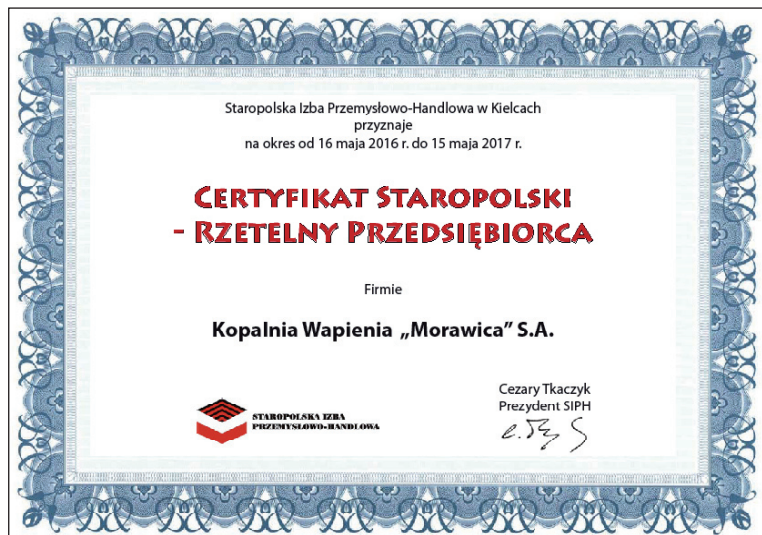 Staropolska Izba Przemysłowo-Handlowa w Kielcach
przyznaje
na okres od 16 maja 2016 r. do 15 maja 2017 r.
CERTYFIKAT STAROPOLSKI
- RZETELNY PRZEDSIĘBIORCA
Firmie
Kopalnia Wapienia „Morawica” S.A.
Cezary Tkaczyk
Prezydent SIPH
STAROPOLSKA IZBA
PRZEMYSŁOWO-HANDLOWA